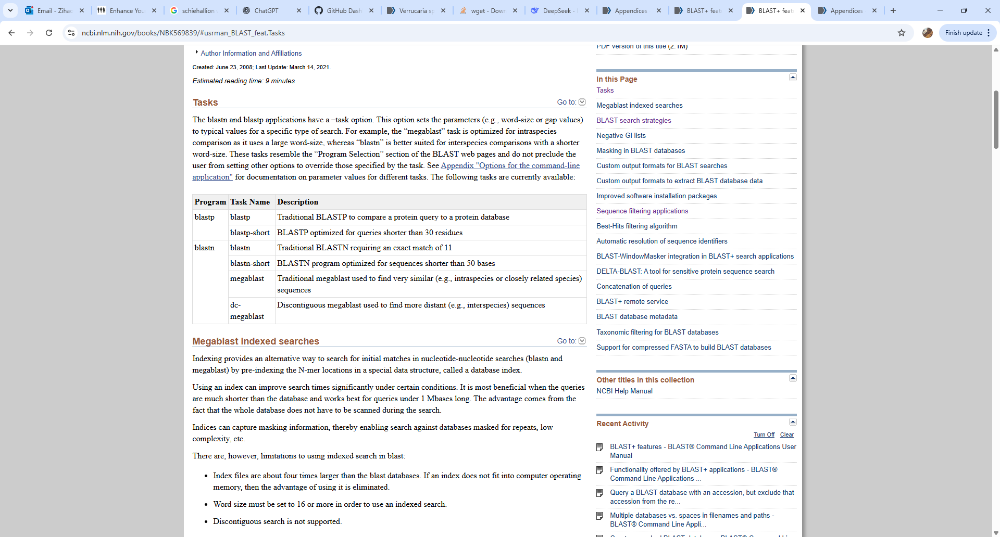 Email - Zihao
Enhance You
schiehallion
ChatGPT
GitHub Dash
Verrucaria sp
wget - Down
DeepSeek -
Appendices
BLAST+ feat
BLAST+ feat
Appendices
ncbi.nlm.nih.gov/books/NBK569839/#usrman_BLAST_feat.Tasks
Finish update
Author Information and Affiliations
Created: June 23, 2008; Last Update: March 14, 2021.
Estimated reading time: 9 minutes
Tasks
Go to:
The blastn and blastp applications have a –task option. This option sets the parameters (e.g., word-size or gap values)
to typical values for a specific type of search. For example, the “megablast” task is optimized for intraspecies
comparison as it uses a large word-size, whereas “blastn” is better suited for interspecies comparisons with a shorter
word-size. These tasks resemble the “Program Selection” section of the BLAST web pages and do not preclude the
user from setting other options to override those specified by the task. See Appendix "Options for the command-line
application" for documentation on parameter values for different tasks. The following tasks are currently available:
Program Task Name Description
blastp blastp Traditional BLASTP to compare a protein query to a protein database
blastp-short BLASTP optimized for queries shorter than 30 residues
blastn blastn Traditional BLASTN requiring an exact match of 11
blastn-short BLASTN program optimized for sequences shorter than 50 bases
megablast Traditional megablast used to find very similar (e.g., intraspecies or closely related species)
sequences
dc-
megablast
Discontiguous megablast used to find more distant (e.g., interspecies) sequences
Megablast indexed searches
Go to:
Indexing provides an alternative way to search for initial matches in nucleotide-nucleotide searches (blastn and
megablast) by pre-indexing the N-mer locations in a special data structure, called a database index.
Using an index can improve search times significantly under certain conditions. It is most beneficial when the queries
are much shorter than the database and works best for queries under 1 Mbases long. The advantage comes from the
fact that the whole database does not have to be scanned during the search.
Indices can capture masking information, thereby enabling search against databases masked for repeats, low
complexity, etc.
There are, however, limitations to using indexed search in blast:
• Index files are about four times larger than the blast databases. If an index does not fit into computer operating
memory, then the advantage of using it is eliminated.
• Word size must be set to 16 or more in order to use an indexed search.
• Discontiguous search is not supported.
PDF version of this title (2.1M)
In this Page
Tasks
Megablast indexed searches
BLAST search strategies
Negative GI lists
Masking in BLAST databases
Custom output formats for BLAST searches
Custom output formats to extract BLAST database data
Improved software installation packages
Sequence filtering applications
Best-Hits filtering algorithm
Automatic resolution of sequence identifiers
BLAST-WindowMasker integration in BLAST+ search applications
DELTA-BLAST: A tool for sensitive protein sequence search
Concatenation of queries
BLAST+ remote service
BLAST database metadata
Taxonomic filtering for BLAST databases
Support for compressed FASTA to build BLAST databases
Other titles in this collection
NCBI Help Manual
Recent Activity
Turn Off Clear
BLAST+ features - BLAST® Command Line Applications User
Manual
Functionality offered by BLAST+ applications - BLAST®
Command Line Applications ...
Query a BLAST database with an accession, but exclude that
accession from the re...
Multiple databases vs. spaces in filenames and paths -
BLAST® Command Line Appli...